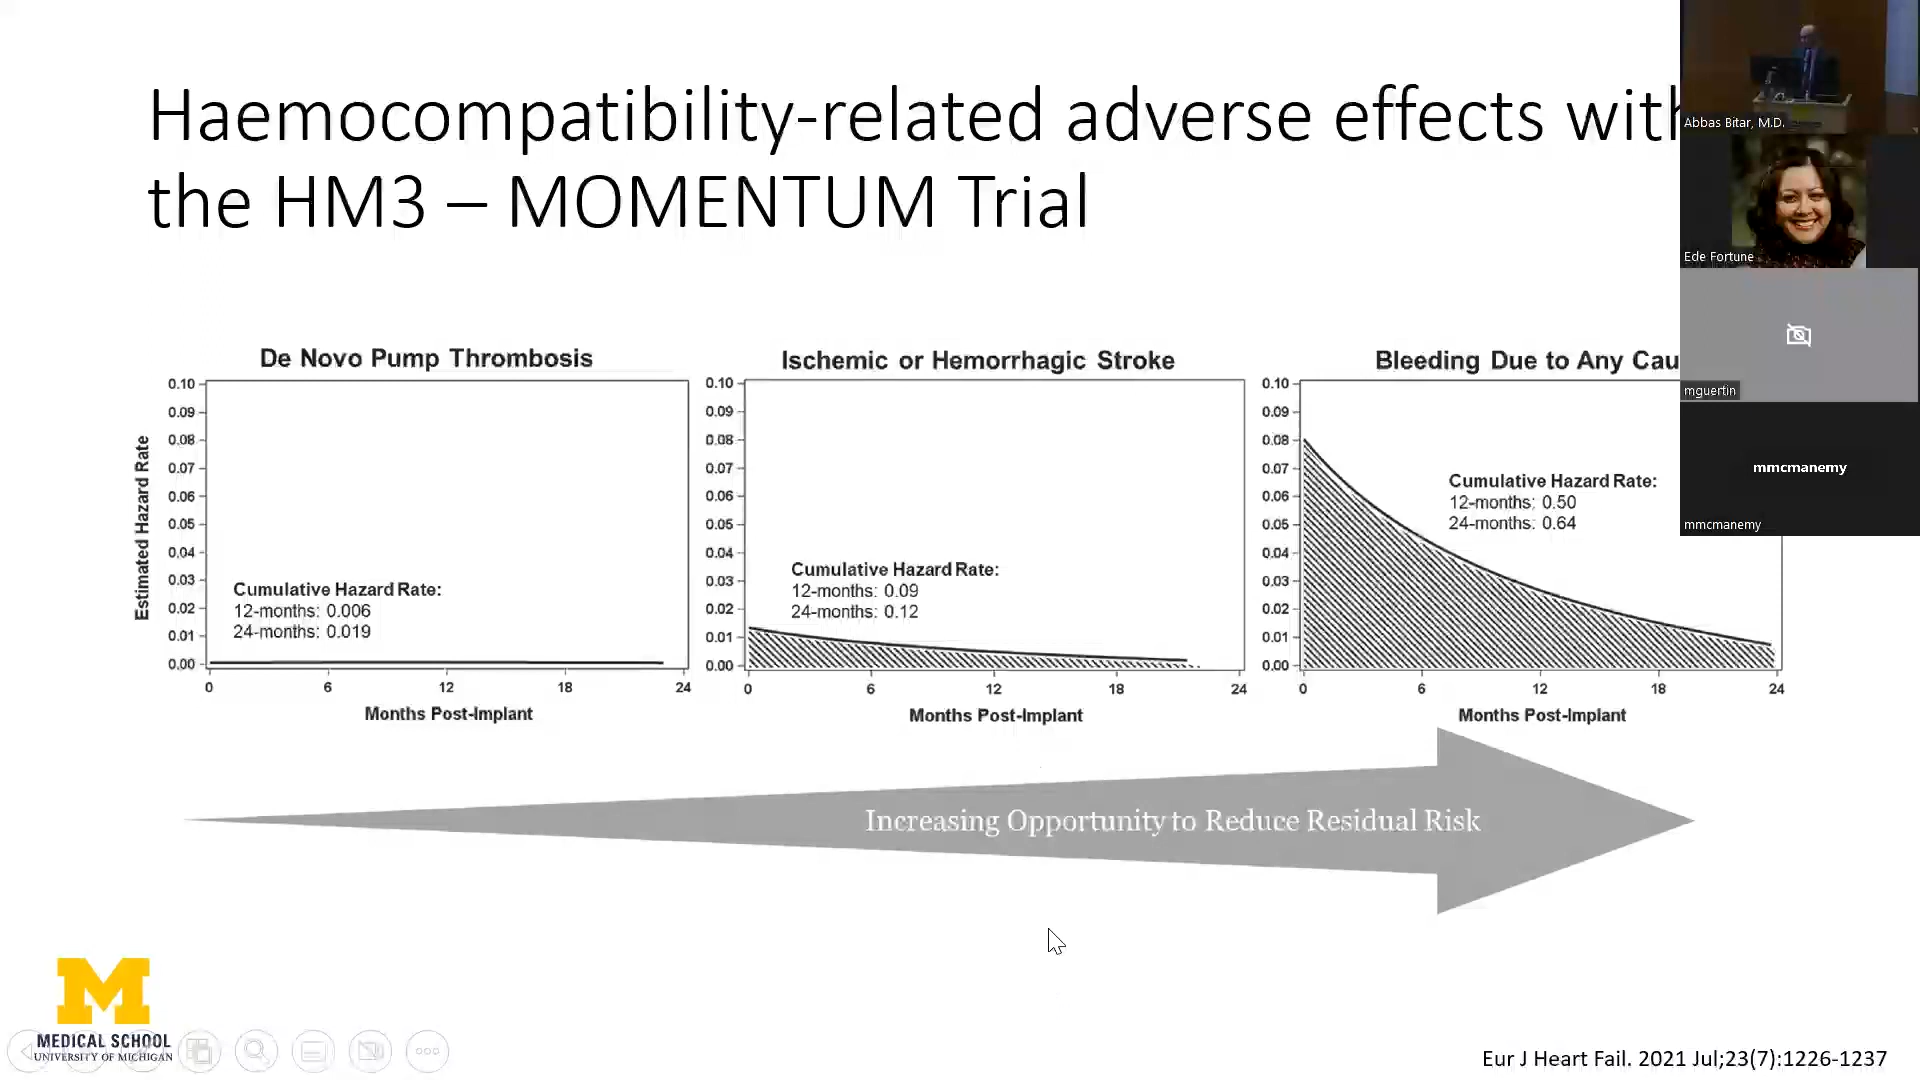 Haemocompatibility-related adverse effects with
the HM3 – MOMENTUM Trial
De Novo Pump Thrombosis
Estimated Hazard Rate
0.10
0.09
0.08
0.07
0.06
0.05
0.04
0.03
0.02
0.01
0.00
Cumulative Hazard Rate:
12-months: 0.006
24-months: 0.019
0 6 12 18 24
Months Post-Implant
Ischemic or Hemorrhagic Stroke
0.10
0.09
0.08
0.07
0.06
0.05
0.04
0.03
0.02
0.01
0.00
Cumulative Hazard Rate:
12-months: 0.09
24-months: 0.12
0 6 12 18 24
Months Post-Implant
Bleeding Due to Any Cau
0.10
0.09
0.08
0.07
0.06
0.05
0.04
0.03
0.02
0.01
0.00
Cumulative Hazard Rate:
12-months: 0.50
24-months: 0.64
0 6 12 18 24
Months Post-Implant
Increasing Opportunity to Reduce Residual Risk
M
MEDICAL SCHOOL
UNIVERSITY OF MICHIGAN
Eur J Heart Fail. 2021 Jul;23(7):1226-1237
Abbas Bitar, M.D.
Ede Fortune
mguertin
mmcmanemy
mmcmanemy